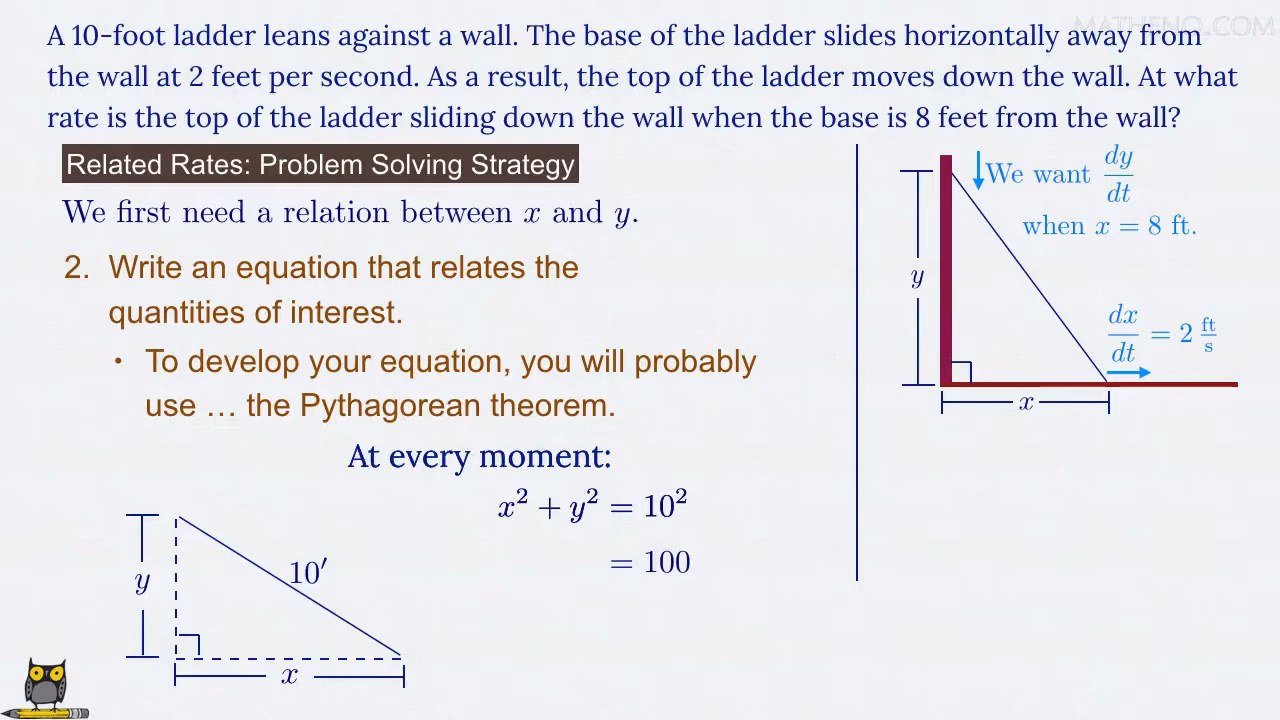 MATHENO.COM
A 10-foot ladder leans against a wall. The base of the ladder slides horizontally away from
the wall at 2 feet per second. As a result, the top of the ladder moves down the wall. At what
rate is the top of the ladder sliding down the wall when the base is 8 feet from the wall?
Related Rates: Problem Solving Strategy
We first need a relation between x and y.
2. Write an equation that relates the
quantities of interest.
• To develop your equation, you will probably
use … the Pythagorean theorem.
At every moment:
x² + y² = 10²
= 100
y
10′
x
We want dy/dt
when x = 8 ft.
y
dx/dt = 2 ft/s
x